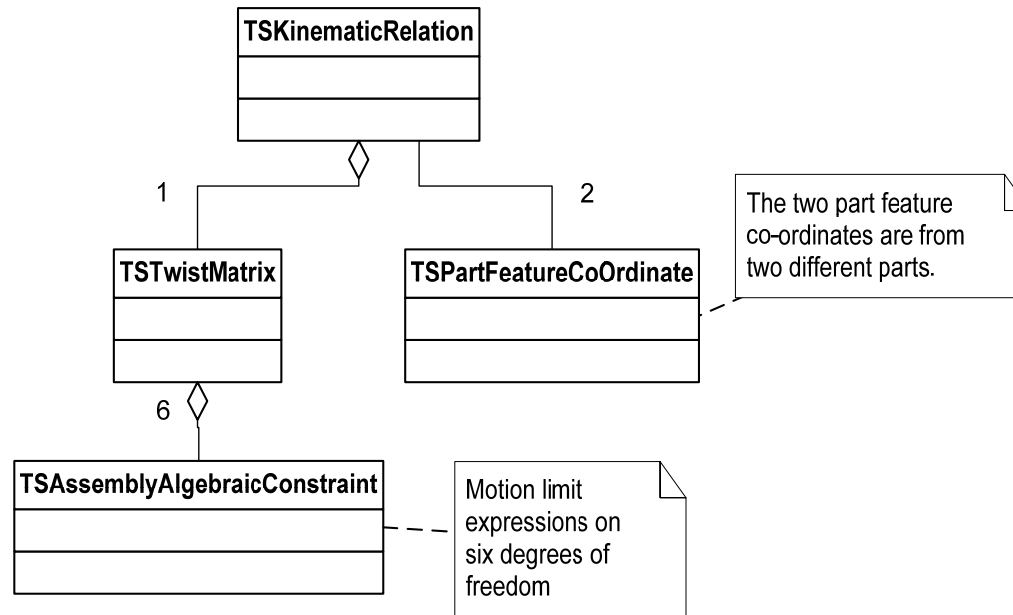 TSKinematicRelation
1
2
The two part feature
co-ordinates are from
two different parts.
TSTwistMatrix
TSPartFeatureCoOrdinate
6
TSAssemblyAlgebraicConstraint
Motion limit
expressions on
six degrees of
freedom